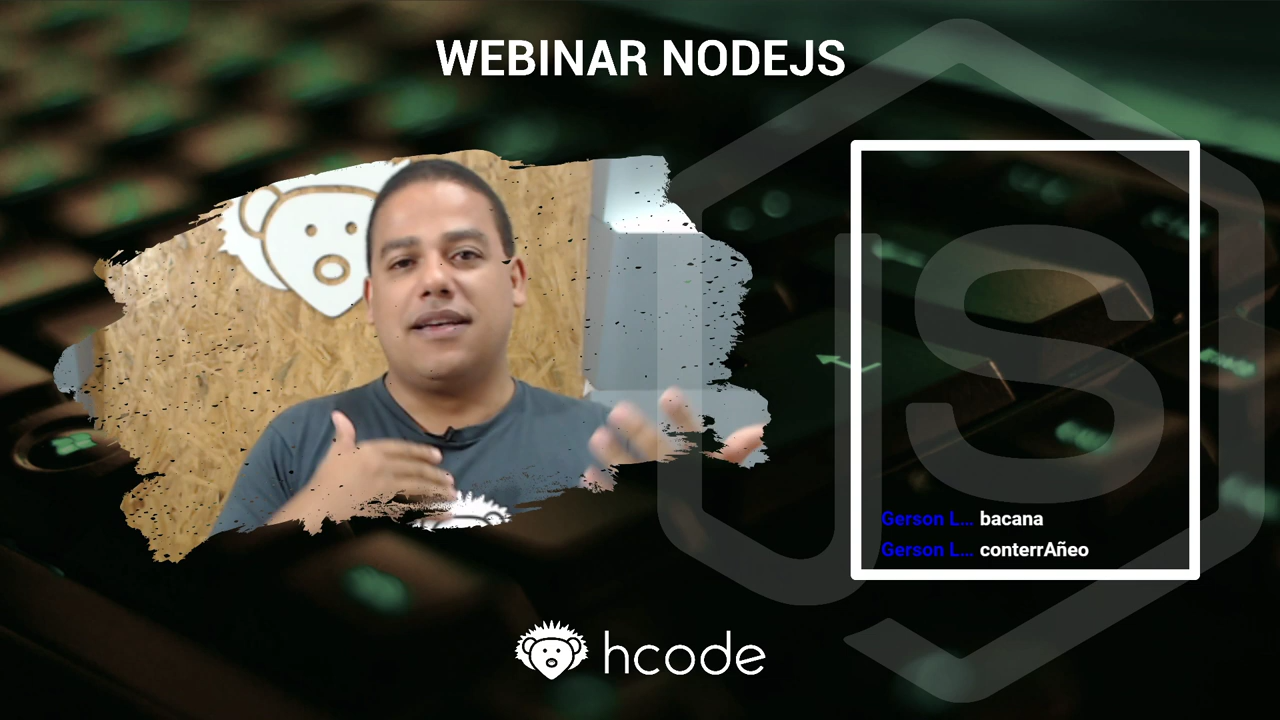 WEBINAR NODEJS
Gerson L... bacana
Gerson L... conterrAñeo
hcode